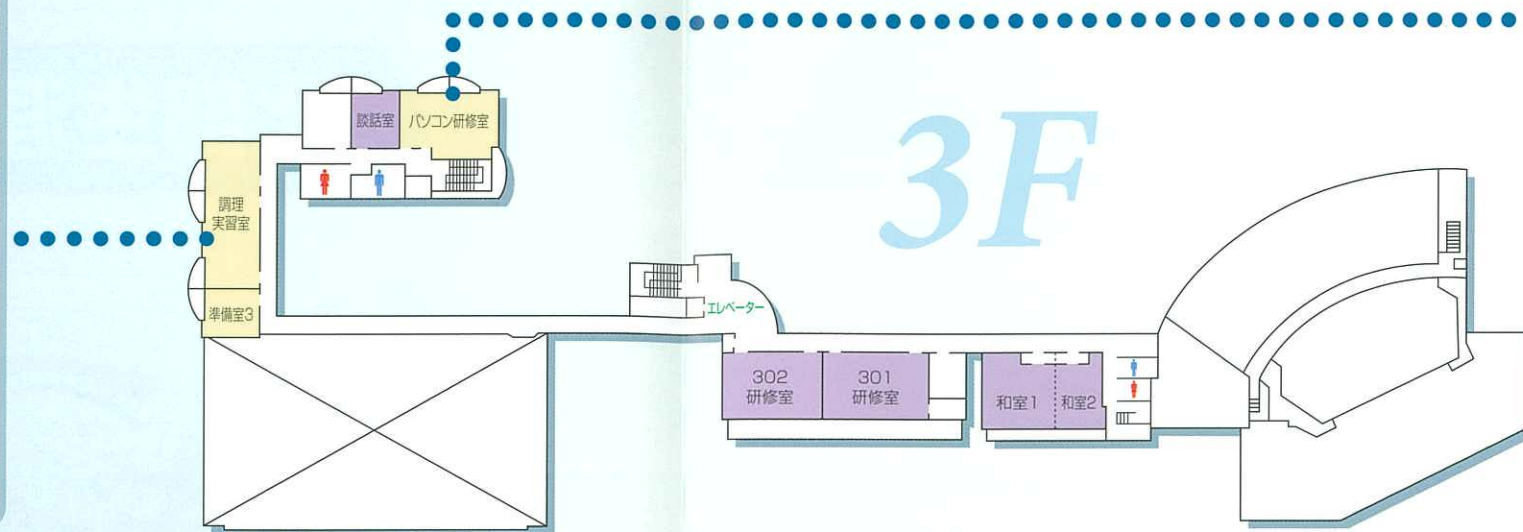 談話室
パソコン研修室
3F
調理
実習室
準備室3
エレベーター
302
研修室
301
研修室
和室1
和室2